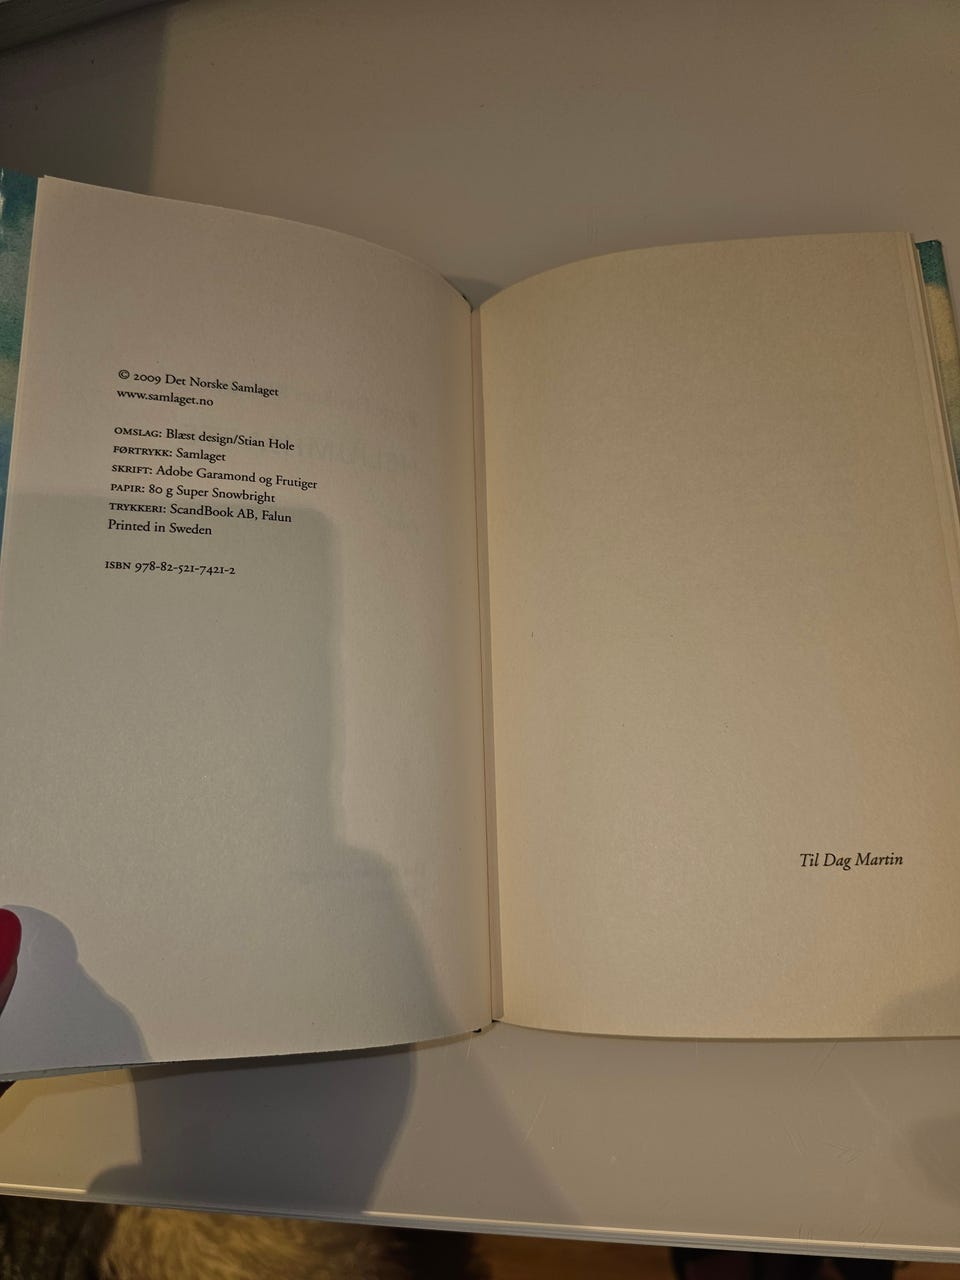 © 2009 Det Norske Samlaget
www.samlaget.no
OMSLAG: Blæst design/Stian Hole
FØRTRYKK: Samlaget
SKRIFT: Adobe Garamond og Frutiger
PAPIR: 80 g Super Snowbright
TRYKKERI: ScandBook AB, Falun
Printed in Sweden
ISBN 978-82-521-7421-2
Til Dag Martin